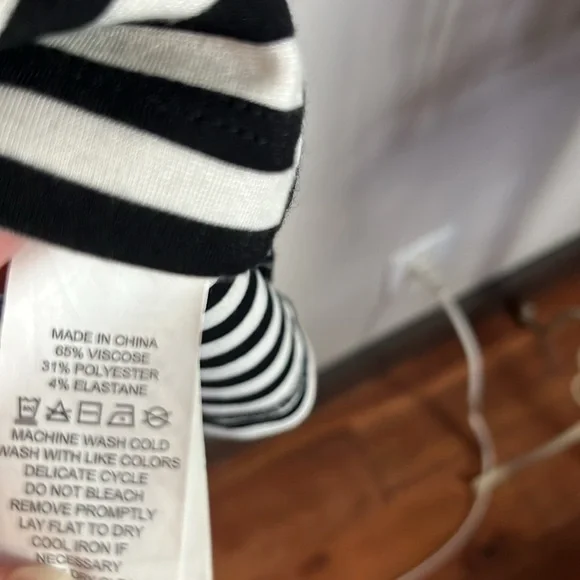 MADE IN CHINA
65% VISCOSE
31% POLYESTER
4% ELASTANE
MACHINE WASH COLD
WASH WITH LIKE COLORS
DELICATE CYCLE
DO NOT BLEACH
REMOVE PROMPTLY
LAY FLAT TO DRY
COOL IRON IF
NECESSARY